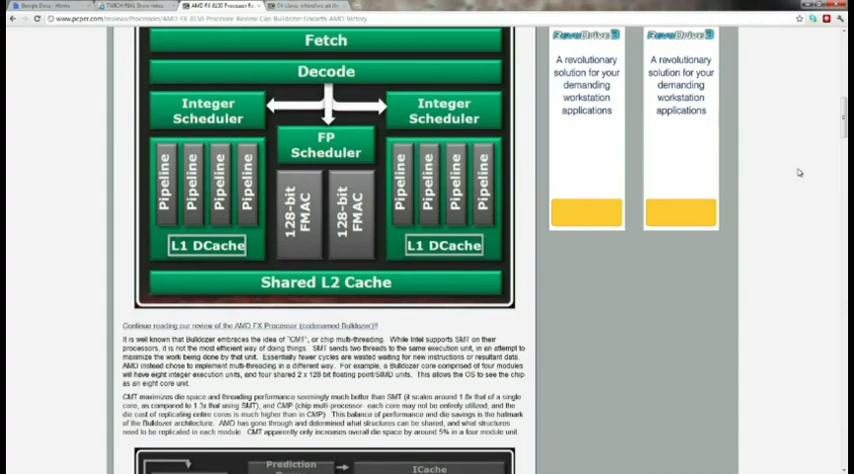 Google Docs - Home
AMD FX-8150 Processor Re
www.pcper.com/reviews/Processors/AMD-FX-8150-Processor-Review-Can-Bulldozer-Unearth-AMD-Victory
Fetch
Decode
Integer
Scheduler
FP
Scheduler
Integer
Scheduler
Pipeline
Pipeline
Pipeline
Pipeline
128-bit
FMAC
128-bit
FMAC
Pipeline
Pipeline
Pipeline
Pipeline
L1 DCache
L1 DCache
Shared L2 Cache
RevoDrive 3
A revolutionary
solution for your
demanding
workstation
applications
RevoDrive 3
A revolutionary
solution for your
demanding
workstation
applications
Continue reading our review of the AMD FX Processor (codenamed Bulldozer)!!
It is well known that Bulldozer embraces the idea of "CMT", or chip multi-threading. While Intel supports SMT on their
processors, it is not the most efficient way of doing things. SMT sends two threads to the same execution unit, in an attempt to
maximize the work being done by that unit. Essentially fewer cycles are wasted waiting for new instructions or resultant data.
AMD instead chose to implement multi-threading in a different way. For example, a Bulldozer core comprised of four modules
will have eight integer execution units, and four shared 2 x 128 bit floating point/SIMD units. This allows the OS to see the chip
as an eight core unit.
CMT maximizes die space and threading performance seemingly much better than SMT (it scales around 1.8x that of a single
core, as compared to 1.3x that using SMT), and CMP (chip multi-processor- each core may not be entirely utilized, and the
die cost of replicating entire cores is much higher than in CMP). This balance of performance and die savings is the hallmark
of the Bulldozer architecture. AMD has gone through and determined what structures can be shared, and what structures
need to be replicated in each module. CMT apparently only increases overall die space by around 5% in a four module unit.
Prediction
ICache